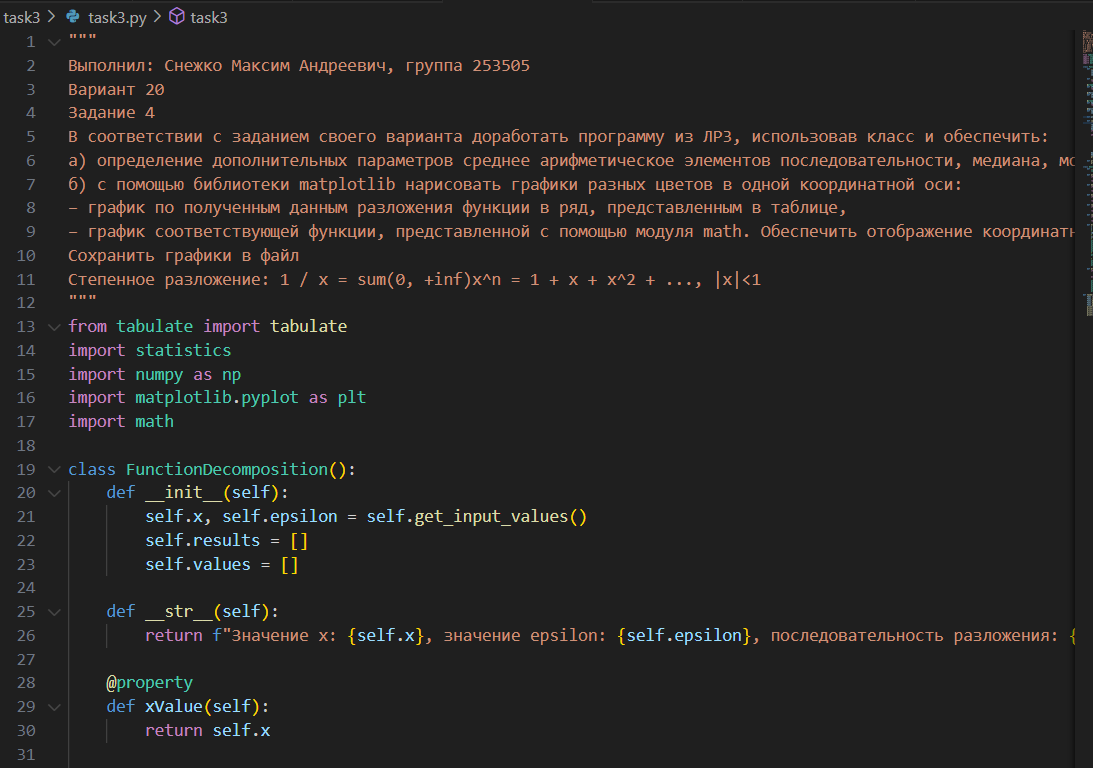 task3 > task3.py > task3
1 """
2 Выполнил: Снежко Максим Андреевич, группа 253505
3 Вариант 20
4 Задание 4
5 В соответствии с заданием своего варианта доработать программу из ЛР3, использовав класс и обеспечить:
6 а) определение дополнительных параметров среднее арифметическое элементов последовательности, медиана,
7 б) с помощью библиотеки matplotlib нарисовать графики разных цветов в одной координатной оси:
8 – график по полученным данным разложения функции в ряд, представленным в таблице,
9 – график соответствующей функции, представленной с помощью модуля math. Обеспечить отображение
10 Сохранить графики в файл
11 Степенное разложение: 1 / x = sum(0, +inf)x^n = 1 + x + x^2 + ..., |x|<1
12 """
13 from tabulate import tabulate
14 import statistics
15 import numpy as np
16 import matplotlib.pyplot as plt
17 import math
18
19 class FunctionDecomposition():
20 def __init__(self):
21 self.x, self.epsilon = self.get_input_values()
22 self.results = []
23 self.values = []
24
25 def __str__(self):
26 return f"Значение x: {self.x}, значение epsilon: {self.epsilon}, последовательность разложения: {
27
28 @property
29 def xValue(self):
30 return self.x
31